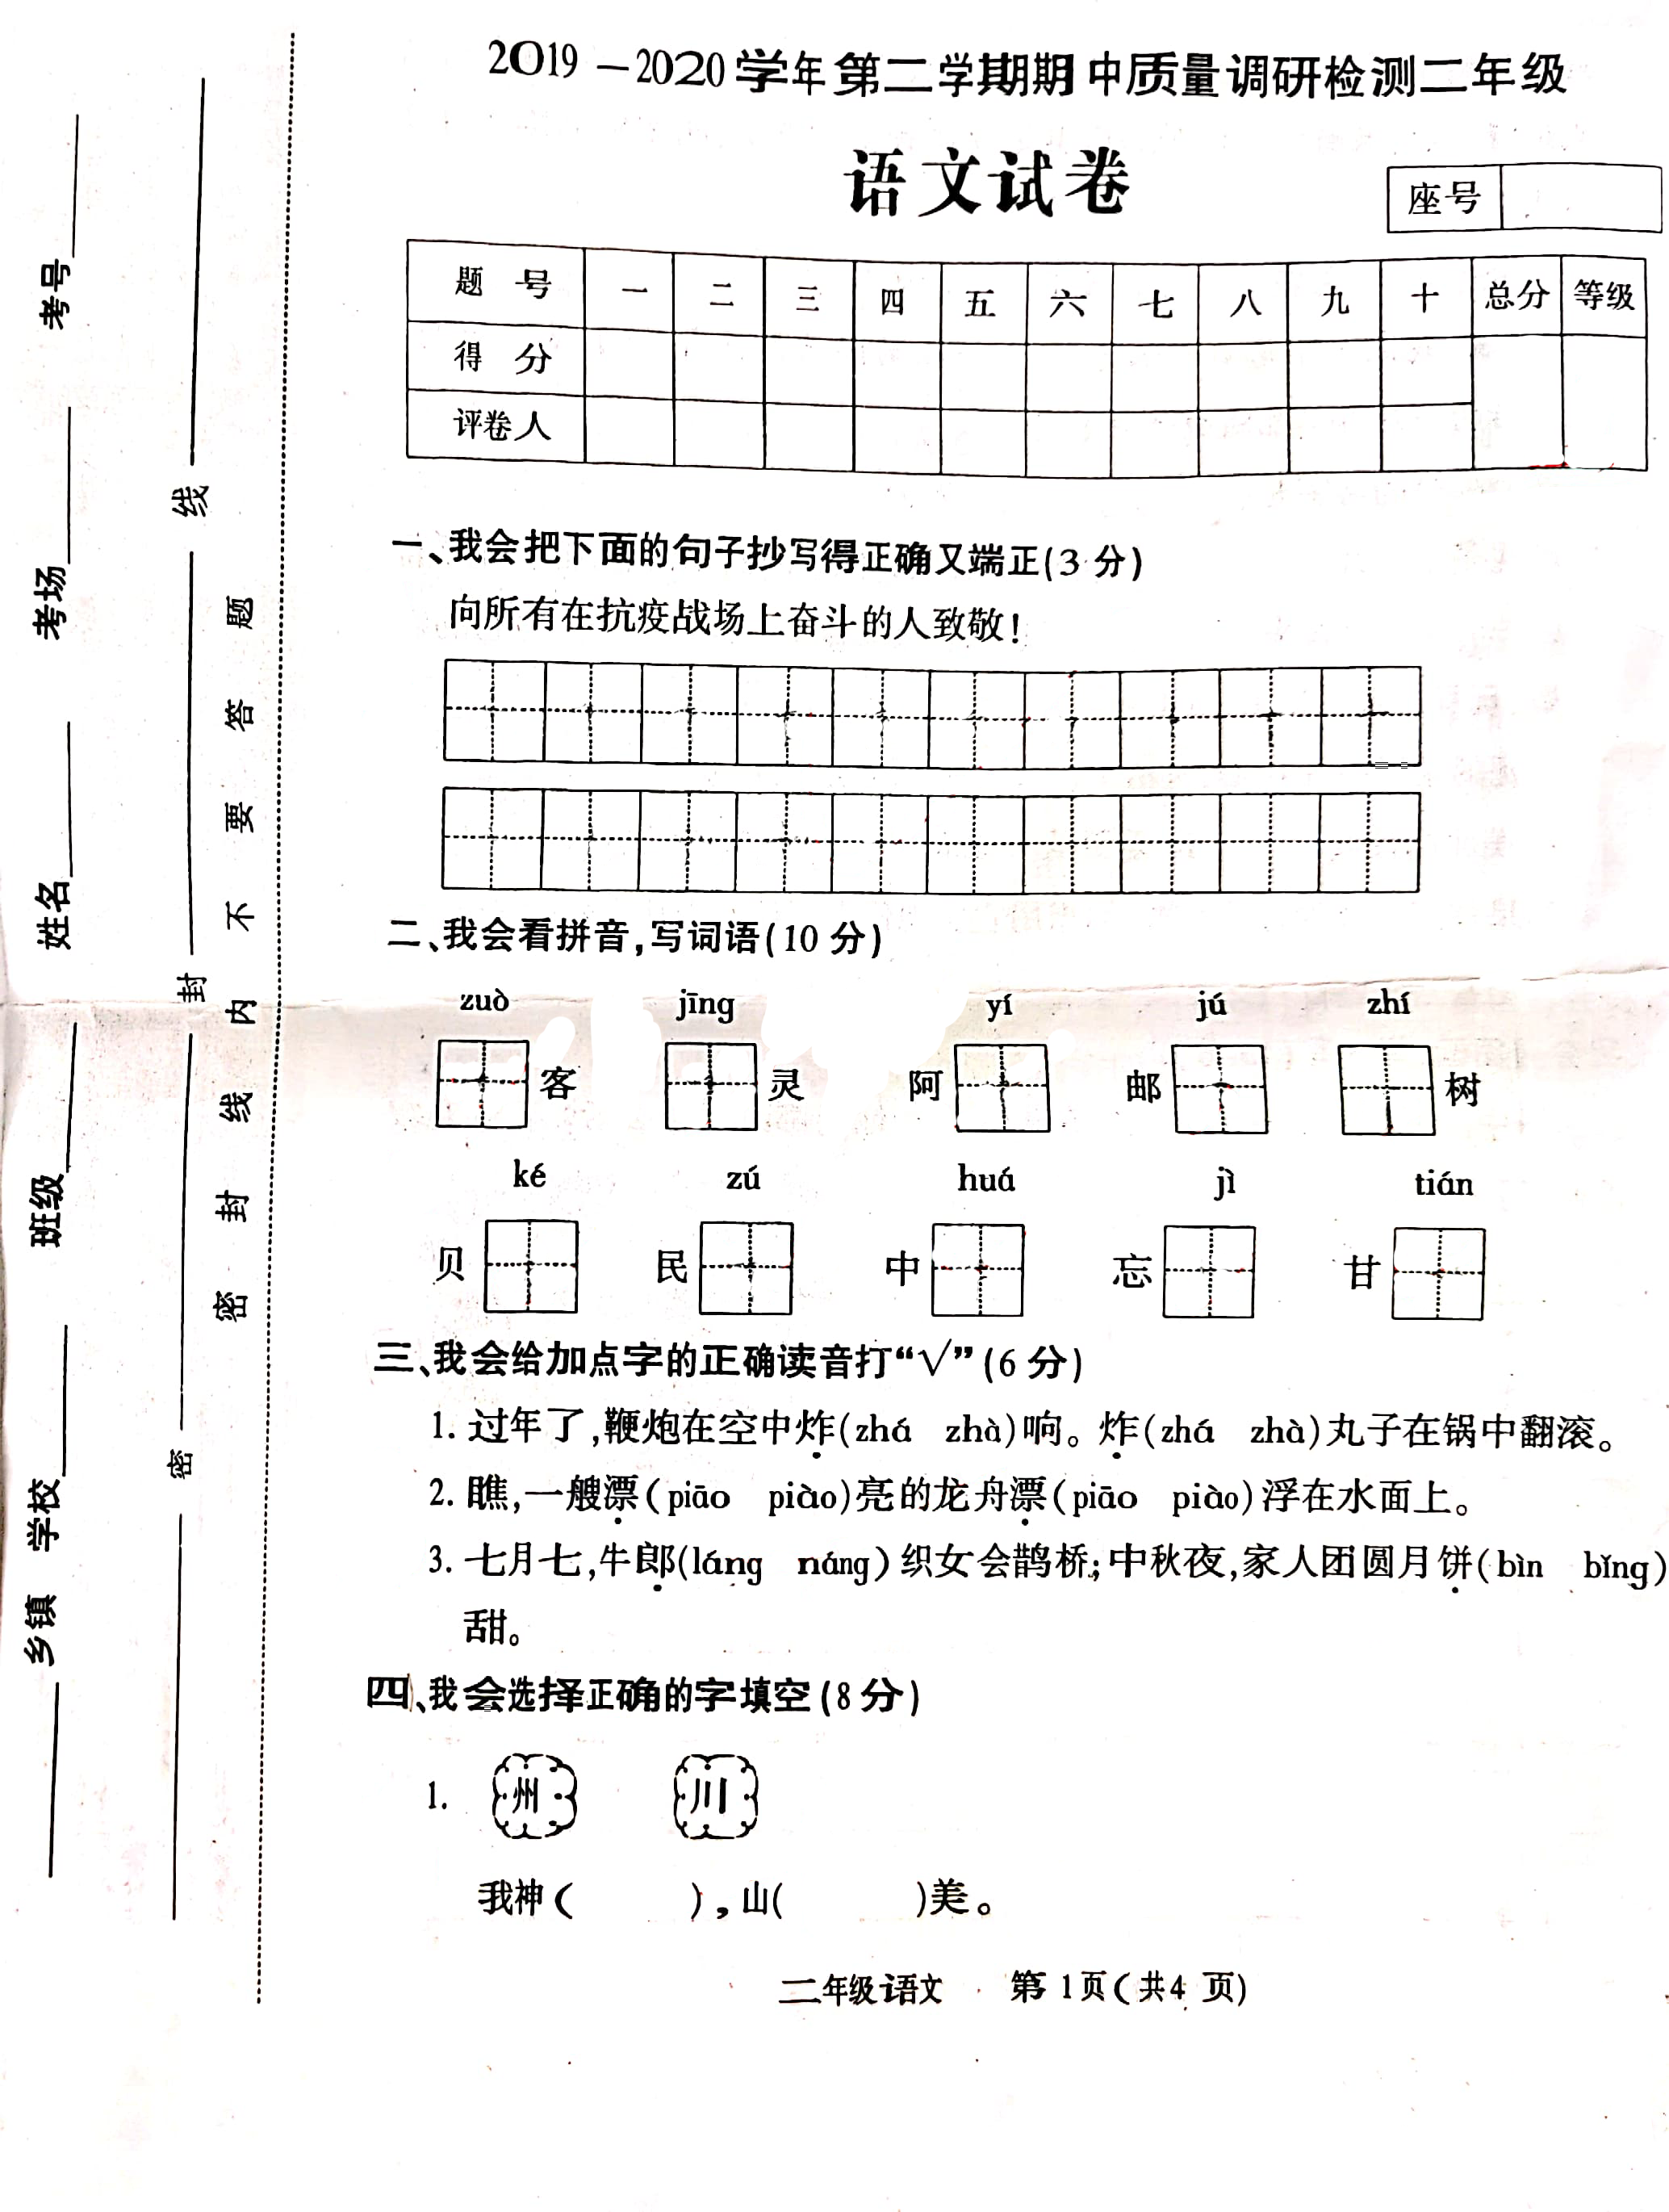 2019－2020学年第二学期期中质量调研检测二年级
语文试卷
座号
题 号 一 二 三 四 五 六 七 八 九 十 总分 等级
得 分
评卷人
一、我会把下面的句子抄写得正确又端正(3分)
向所有在抗疫战场上奋斗的人致敬!
二、我会看拼音,写词语(10分)
zuò jīng yí jú zhí
客 灵 阿 邮 树
ké zú huá jì tián
贝 民 中 忘 甘
三、我会给加点字的正确读音打“√”(6分)
1. 过年了,鞭炮在空中炸(zhá zhà)响。炸(zhá zhà)丸子在锅中翻滚。
2. 瞧,一艘漂(piāo piào)亮的龙舟漂(piāo piào)浮在水面上。
3. 七月七,牛郎(láng náng)织女会鹊桥;中秋夜,家人团圆月饼(bìn bǐng)
甜。
四、我会选择正确的字填空(8分)
1. 州 川
我神( ),山( )美。
二年级语文 第1页(共4页)
乡镇 学校 班级 姓名 考场 考号
密 封 线
密 封 线 内 不 要 答 题